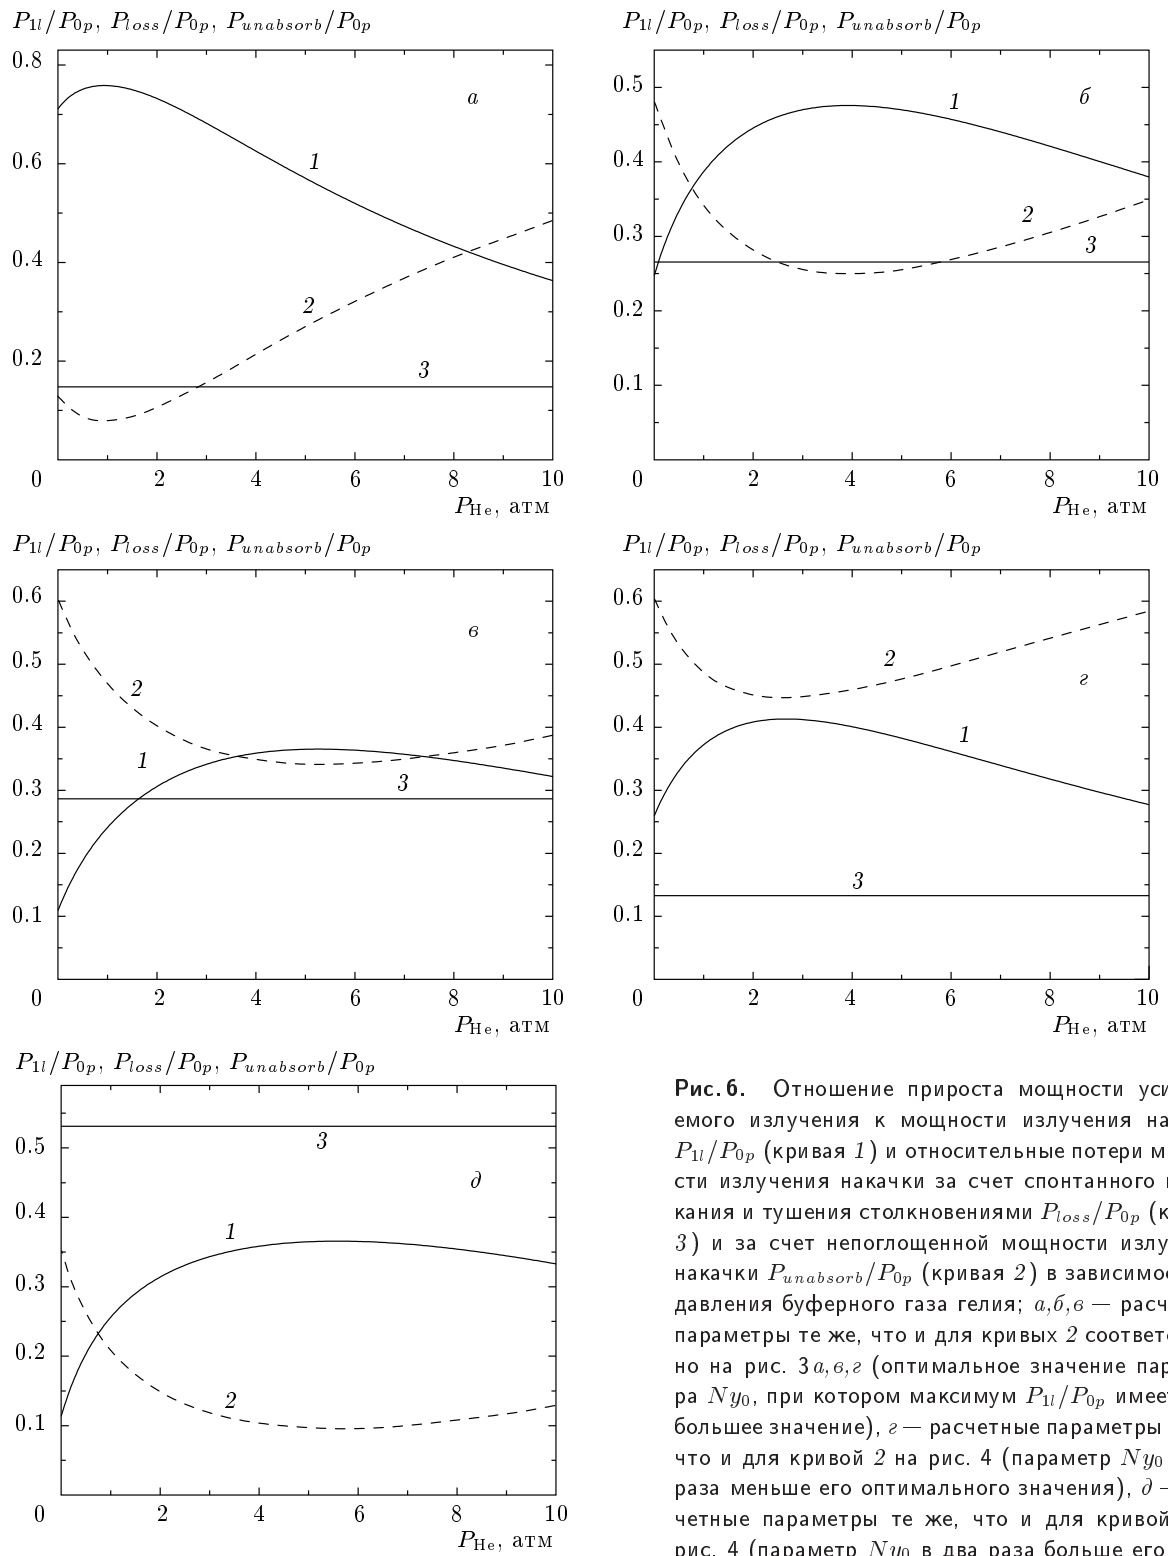 P1l/P0p, Ploss/P0p, Punabsorb/P0p
0.8
0.6
0.4
0.2
0
2
4
6
8
10
а
1
2
3
PHe, атм
P1l/P0p, Ploss/P0p, Punabsorb/P0p
0.5
0.4
0.3
0.2
0.1
0
2
4
6
8
10
б
1
2
3
PHe, атм
P1l/P0p, Ploss/P0p, Punabsorb/P0p
0.6
0.5
0.4
0.3
0.2
0.1
0
2
4
6
8
10
в
2
1
3
PHe, атм
P1l/P0p, Ploss/P0p, Punabsorb/P0p
0.6
0.5
0.4
0.3
0.2
0.1
0
2
4
6
8
10
г
2
1
3
PHe, атм
P1l/P0p, Ploss/P0p, Punabsorb/P0p
0.5
0.4
0.3
0.2
0.1
0
2
4
6
8
10
д
3
1
2
PHe, атм
Рис.6. Отношение прироста мощности уси
емого излучения к мощности излучения на
P1l/P0p (кривая 1) и относительные потери м
сти излучения накачки за счет спонтанного
кания и тушения столкновениями Ploss/P0p (к
3) и за счет непоглощенной мощности излу
накачки Punabsorb/P0p (кривая 2) в зависимос
давления буферного газа гелия; а,б,в — расч
параметры те же, что и для кривых 2 соответс
но на рис. 3а,в,г (оптимальное значение пар
ра Ny0, при котором максимум P1l/P0p имее
большее значение), г — расчетные параметры
что и для кривой 2 на рис. 4 (параметр Ny0
раза меньше его оптимального значения), д —
четные параметры те же, что и для кривой
рис. 4 (параметр Ny0 в два раза больше его